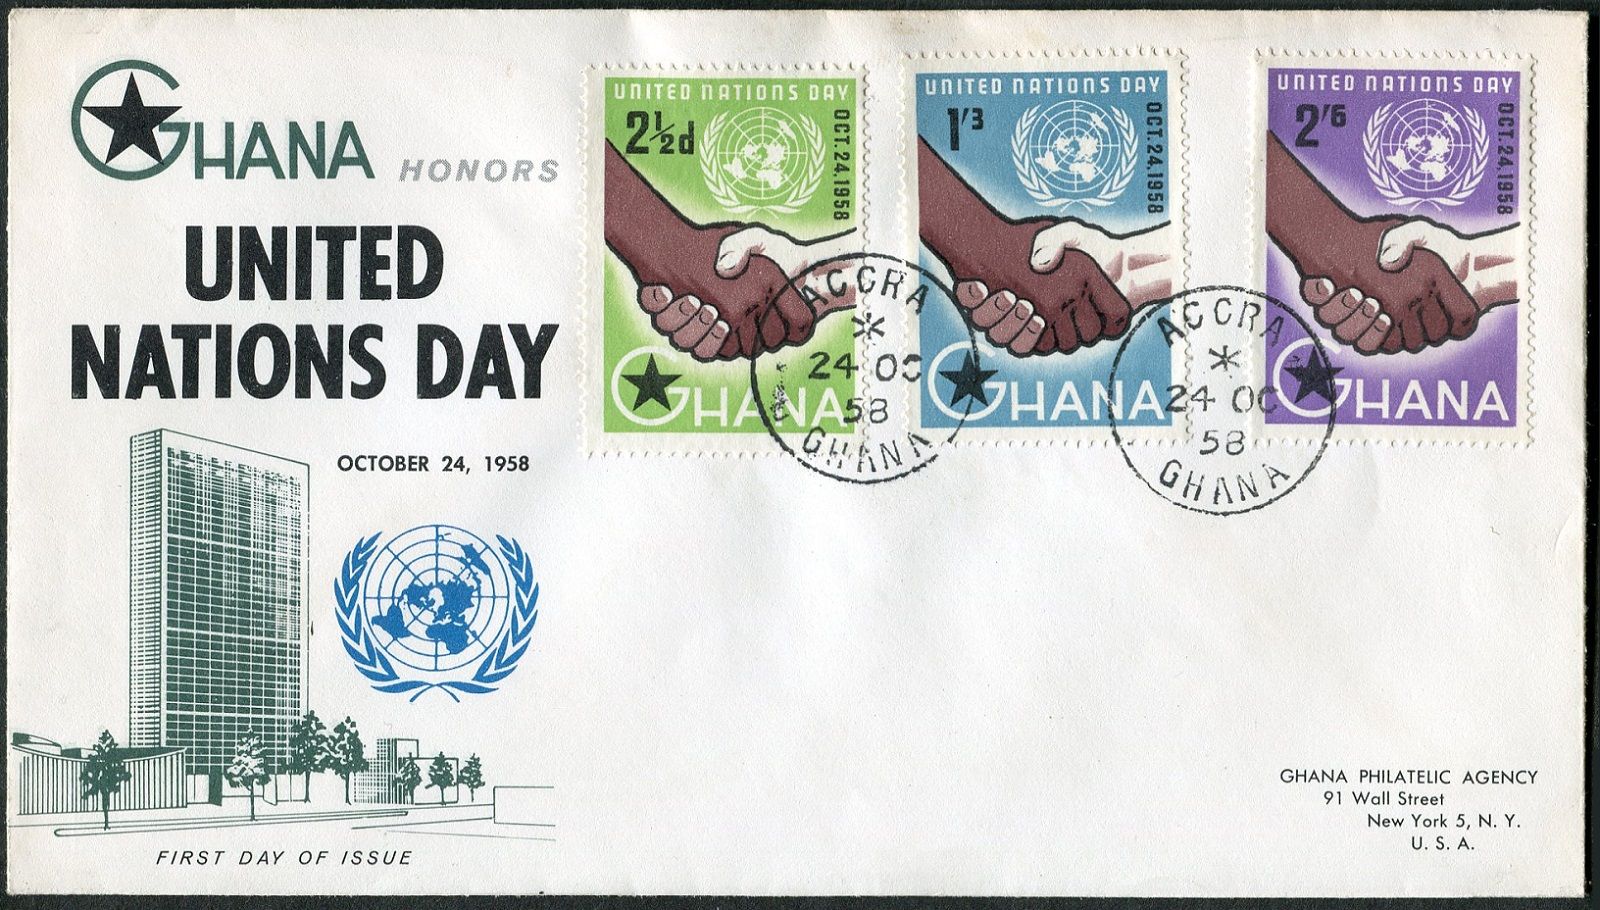 GHANA HONORS
UNITED
NATIONS DAY
OCTOBER 24, 1958
FIRST DAY OF ISSUE
UNITED NATIONS DAY
2½d
OCT. 24, 1958
GHANA
UNITED NATIONS DAY
1'3
OCT. 24, 1958
GHANA
UNITED NATIONS DAY
2'6
OCT. 24, 1958
GHANA
ACCRA
*
24 OC
58
GHANA
ACCRA
*
24 OC
58
GHANA
GHANA PHILATELIC AGENCY
91 Wall Street
New York 5, N. Y.
U. S. A.